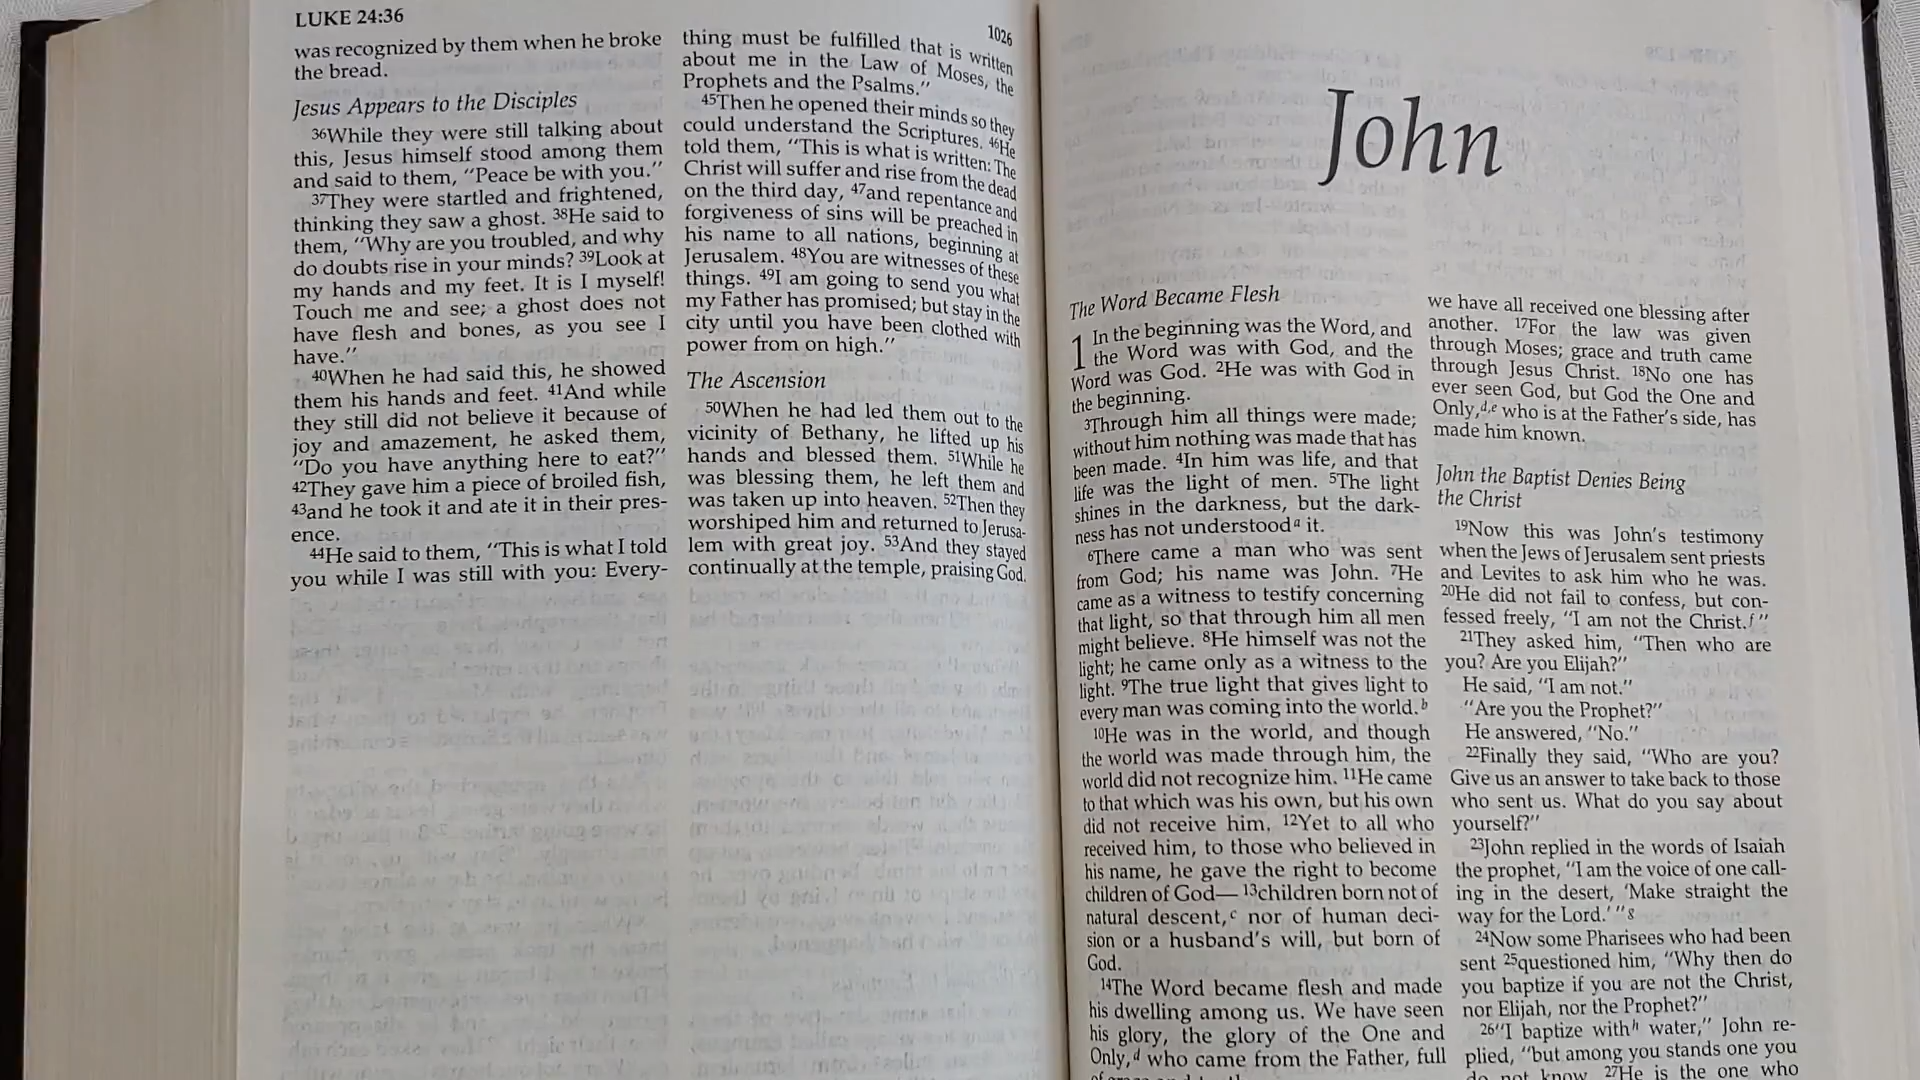 LUKE 24:36
1026
was recognized by them when he broke
the bread.
Jesus Appears to the Disciples
36While they were still talking about
this, Jesus himself stood among them
and said to them, “Peace be with you.”
37They were startled and frightened,
thinking they saw a ghost. 38He said to
them, “Why are you troubled, and why
do doubts rise in your minds? 39Look at
my hands and my feet. It is I myself!
Touch me and see; a ghost does not
have flesh and bones, as you see I
have.”
40When he had said this, he showed
them his hands and feet. 41And while
they still did not believe it because of
joy and amazement, he asked them,
“Do you have anything here to eat?”
42They gave him a piece of broiled fish,
43and he took it and ate it in their pres-
ence.
44He said to them, “This is what I told
you while I was still with you: Every-
thing must be fulfilled that is written
about me in the Law of Moses, the
Prophets and the Psalms.”
45Then he opened their minds so they
could understand the Scriptures. 46He
told them, “This is what is written: The
Christ will suffer and rise from the dead
on the third day, 47and repentance and
forgiveness of sins will be preached in
his name to all nations, beginning at
Jerusalem. 48You are witnesses of these
things. 49I am going to send you what
my Father has promised; but stay in the
city until you have been clothed with
power from on high.”
The Ascension
50When he had led them out to the
vicinity of Bethany, he lifted up his
hands and blessed them. 51While he
was blessing them, he left them and
was taken up into heaven. 52Then they
worshiped him and returned to Jerusa-
lem with great joy. 53And they stayed
continually at the temple, praising God.
John
The Word Became Flesh
1 In the beginning was the Word, and
the Word was with God, and the
Word was God. 2He was with God in
the beginning.
3Through him all things were made;
without him nothing was made that has
been made. 4In him was life, and that
life was the light of men. 5The light
shines in the darkness, but the dark-
ness has not understood a it.
6There came a man who was sent
from God; his name was John. 7He
came as a witness to testify concerning
that light, so that through him all men
might believe. 8He himself was not the
light; he came only as a witness to the
light. 9The true light that gives light to
every man was coming into the world. b
10He was in the world, and though
the world was made through him, the
world did not recognize him. 11He came
to that which was his own, but his own
did not receive him. 12Yet to all who
received him, to those who believed in
his name, he gave the right to become
children of God— 13children born not of
natural descent, c nor of human deci-
sion or a husband’s will, but born of
God.
14The Word became flesh and made
his dwelling among us. We have seen
his glory, the glory of the One and
Only, d who came from the Father, full
we have all received one blessing after
another. 17For the law was given
through Moses; grace and truth came
through Jesus Christ. 18No one has
ever seen God, but God the One and
Only, d,e who is at the Father’s side, has
made him known.
John the Baptist Denies Being
the Christ
19Now this was John’s testimony
when the Jews of Jerusalem sent priests
and Levites to ask him who he was.
20He did not fail to confess, but con-
fessed freely, “I am not the Christ. f ”
21They asked him, “Then who are
you? Are you Elijah?”
He said, “I am not.”
“Are you the Prophet?”
He answered, “No.”
22Finally they said, “Who are you?
Give us an answer to take back to those
who sent us. What do you say about
yourself?”
23John replied in the words of Isaiah
the prophet, “I am the voice of one call-
ing in the desert, ‘Make straight the
way for the Lord.’ ” g
24Now some Pharisees who had been
sent 25questioned him, “Why then do
you baptize if you are not the Christ,
nor Elijah, nor the Prophet?”
26“I baptize with h water,” John re-
plied, “but among you stands one you
do not know. 27He is the one who